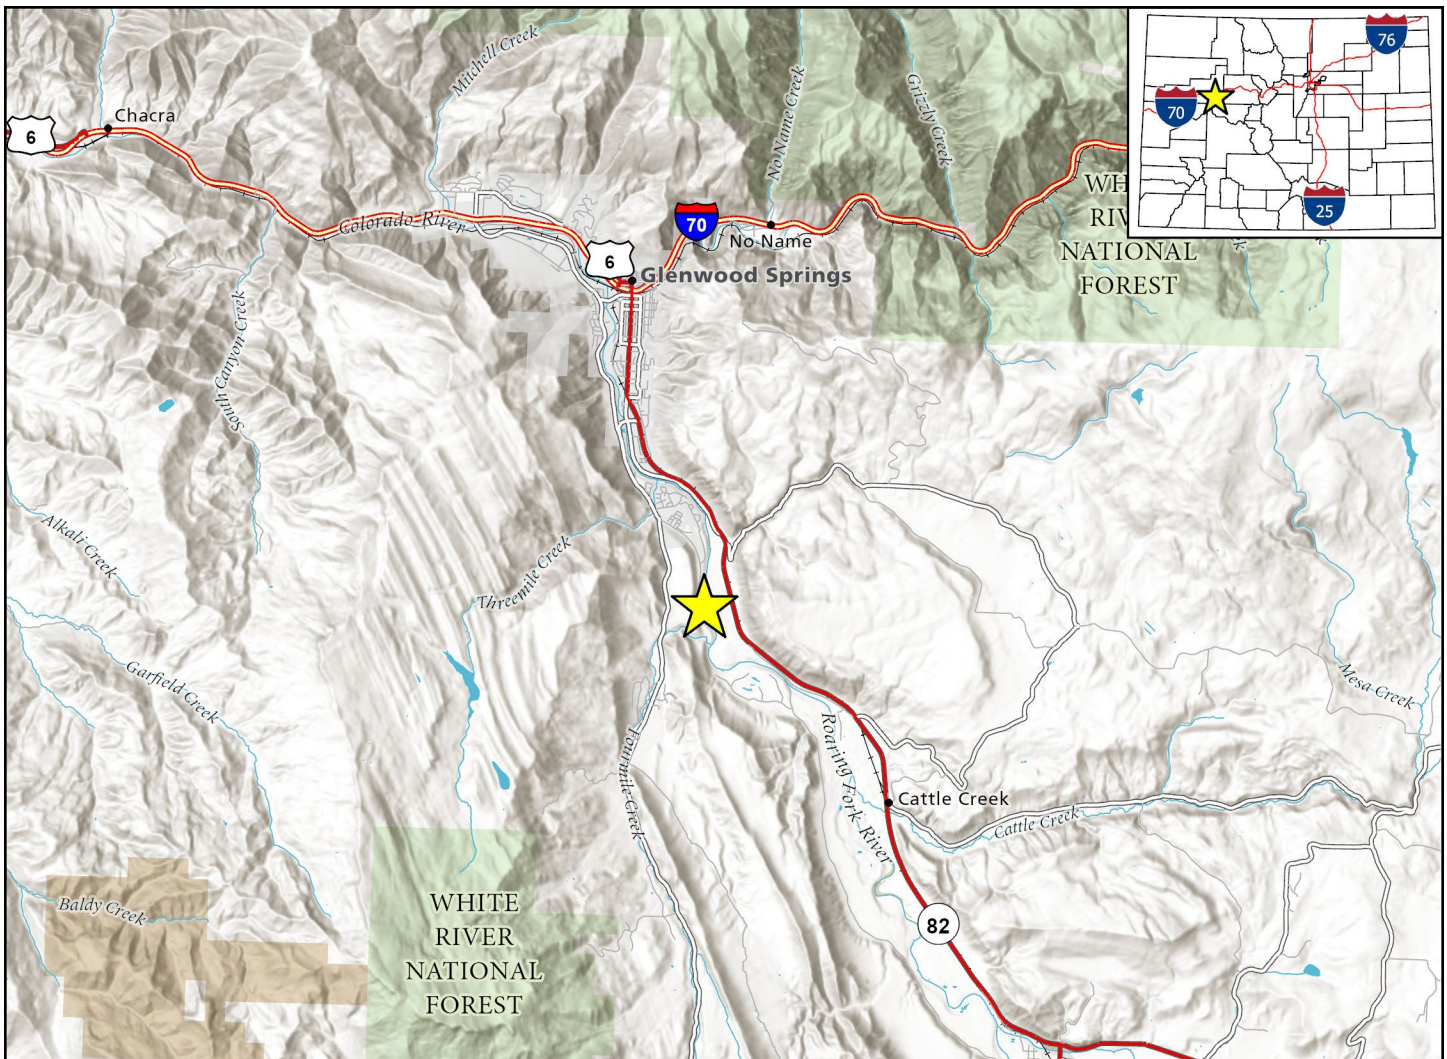 Mitchell Creek
No Name Creek
Grizzly Creek
76
70
25
6
Chacra
Colorado River
70
No Name
6
Glenwood Springs
WH
RIV
NATIONAL
FOREST
South Canyon Creek
Alkali Creek
Threemile Creek
Garfield Creek
Mesa Creek
Fourmile Creek
Roaring Fork River
Cattle Creek
Cattle Creek
Baldy Creek
WHITE
RIVER
NATIONAL
FOREST
82